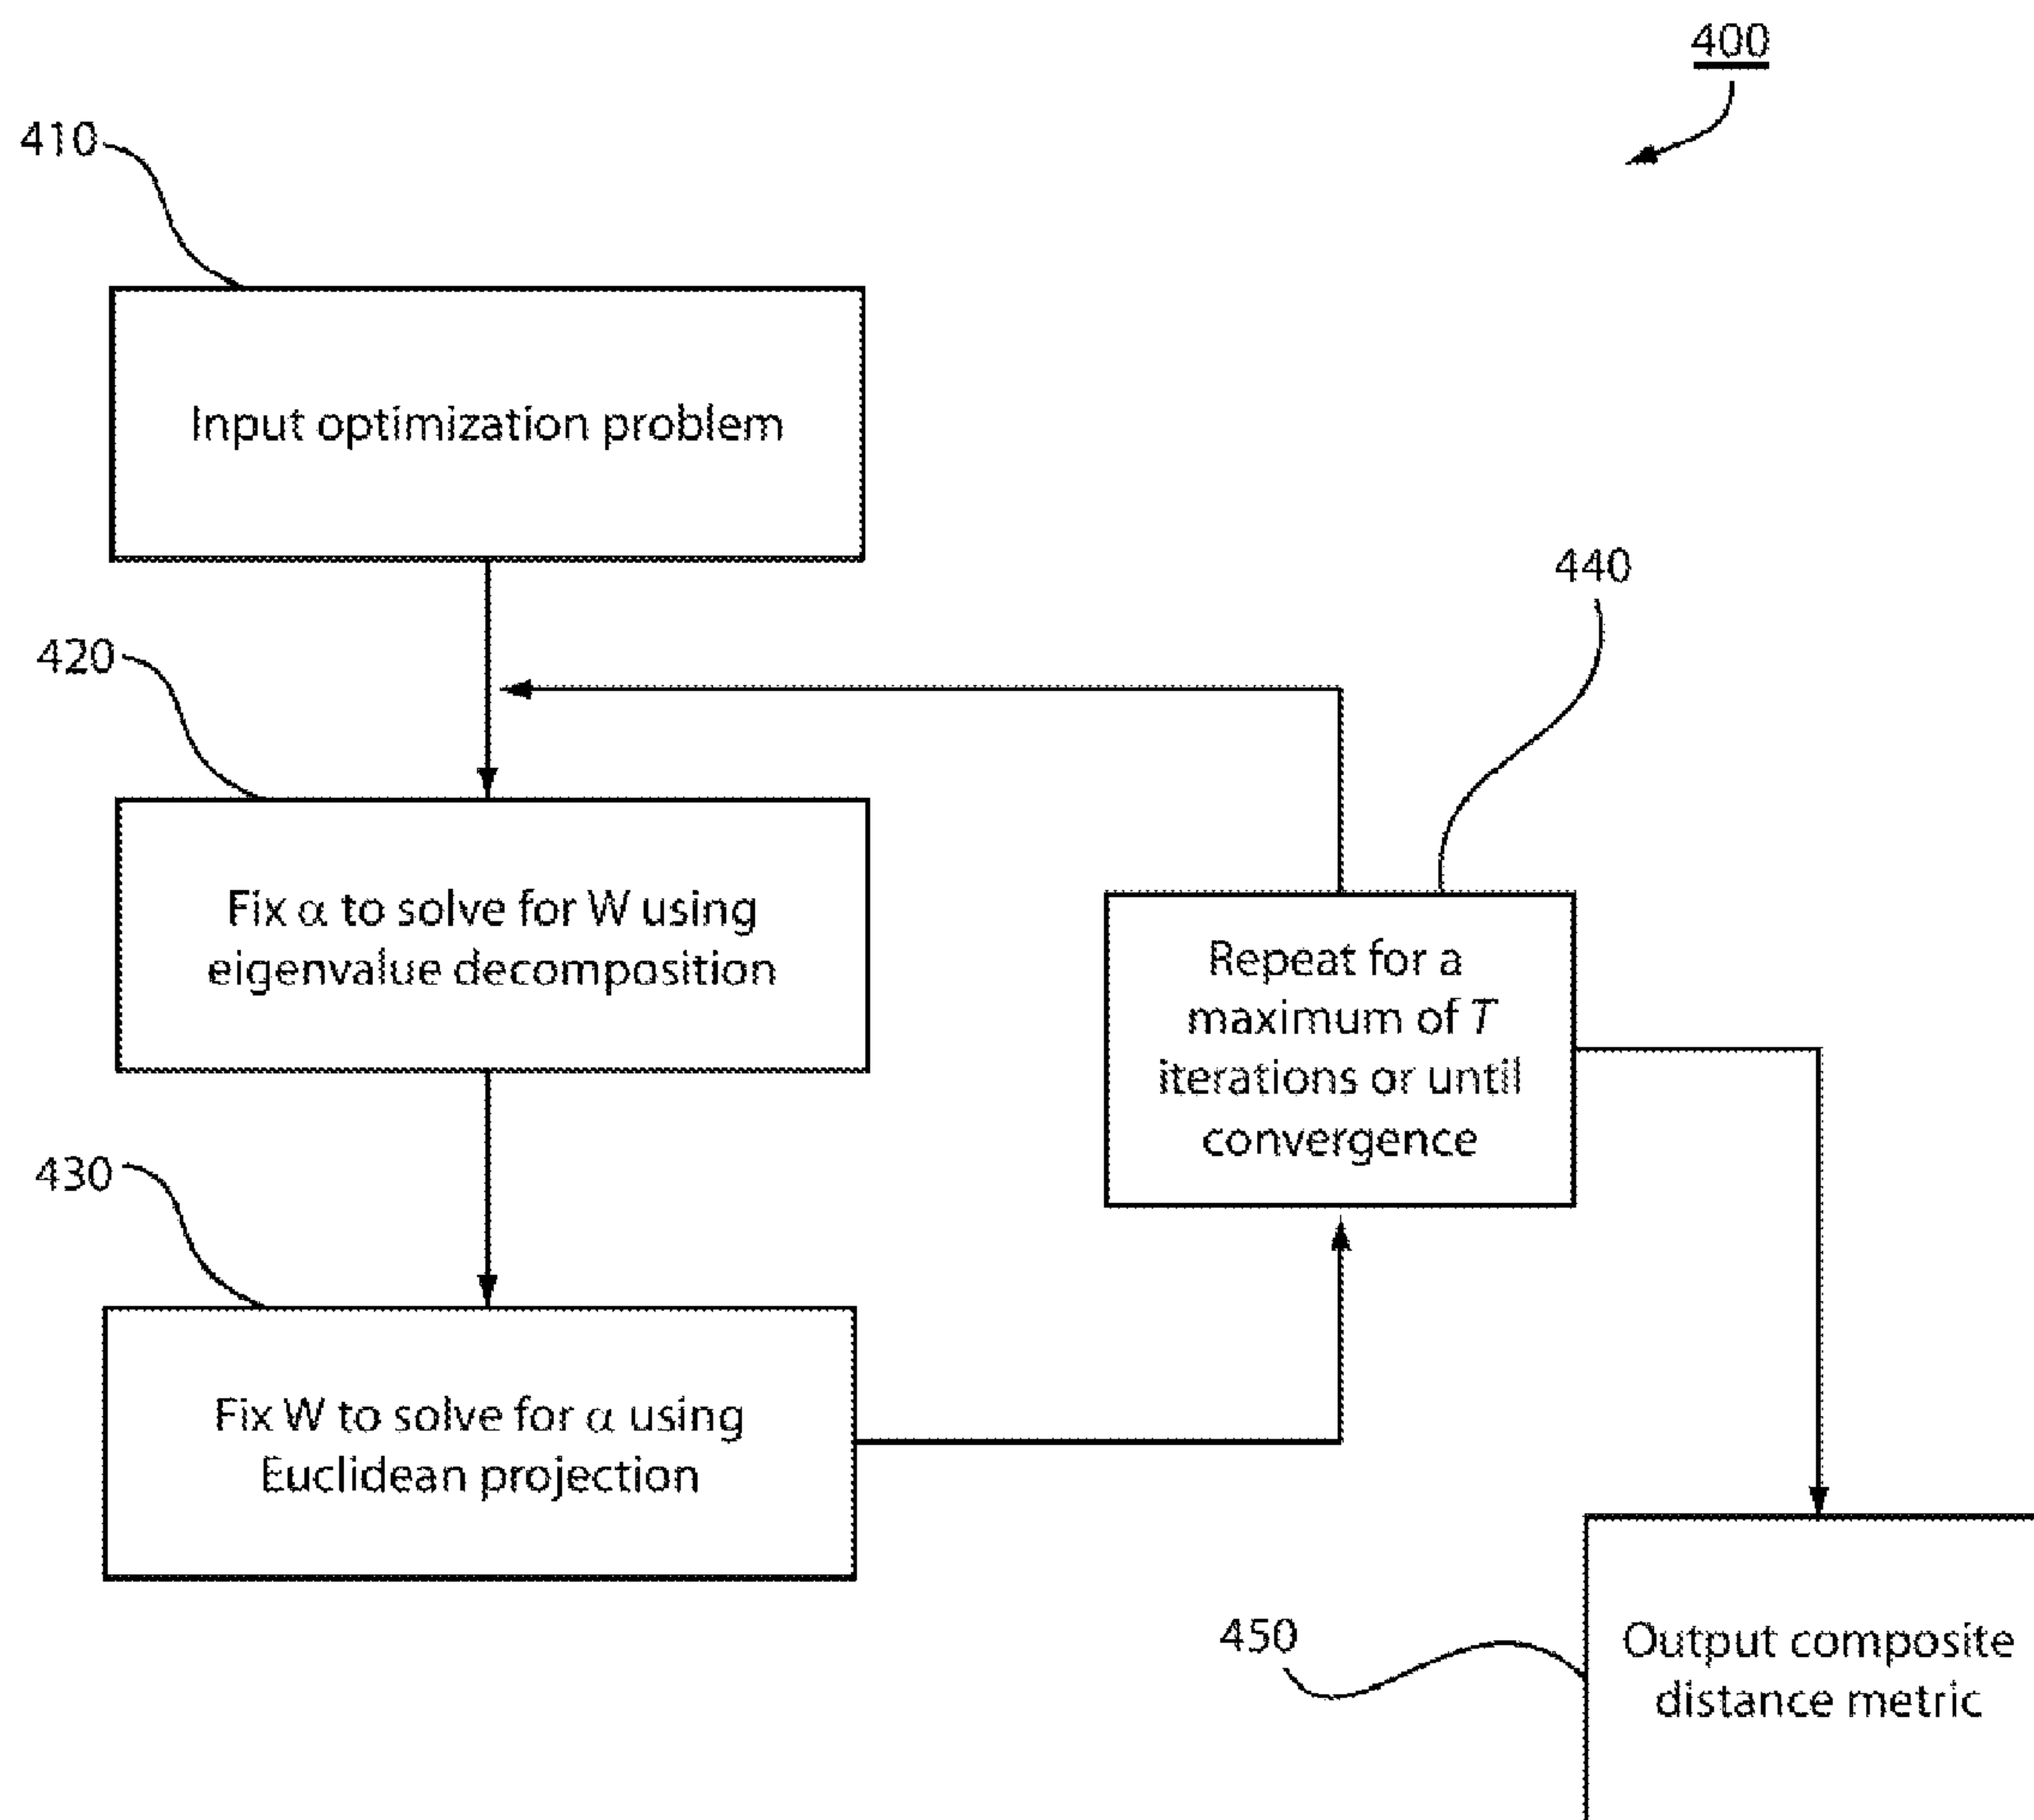 400
410
Input optimization problem
440
420
Fix α to solve for W using
eigenvalue decomposition
Repeat for a
maximum of T
iterations or until
convergence
430
Fix W to solve for α using
Euclidean projection
450
Output composite
distance metric